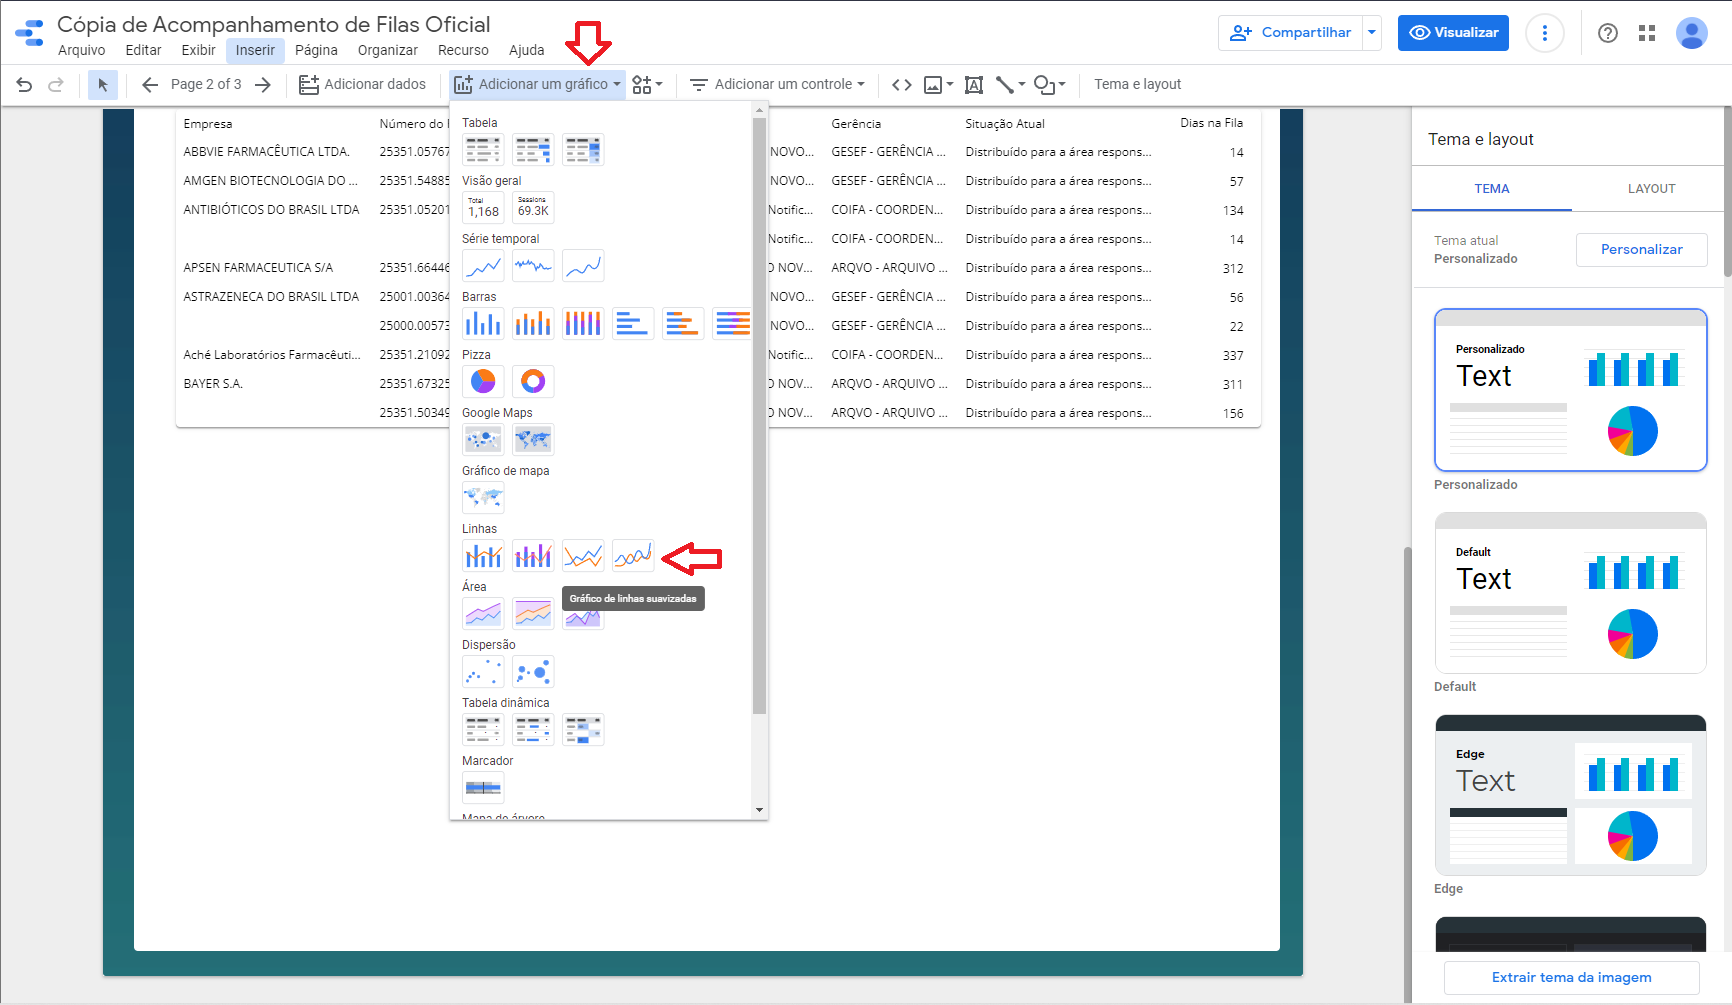 Cópia de Acompanhamento de Filas Oficial
Arquivo Editar Exibir Inserir Página Organizar Recurso Ajuda
Compartilhar
Visualizar
Page 2 of 3
Adicionar dados
Adicionar um gráfico
Adicionar um controle
Tema e layout
Empresa Número do Gerência Situação Atual Dias na Fila
ABBVIE FARMACÊUTICA LTDA. 25351.05767 NOVO... GESEF - GERÊNCIA ... Distribuído para a área respons... 14
AMGEN BIOTECNOLOGIA DO ... 25351.54885 NOVO... GESEF - GERÊNCIA ... Distribuído para a área respons... 57
ANTIBIÓTICOS DO BRASIL LTDA 25351.05201 Notific... COIFA - COORDEN... Distribuído para a área respons... 134
Notific... COIFA - COORDEN... Distribuído para a área respons... 14
APSEN FARMACEUTICA S/A 25351.66446 O NOV... ARQVO - ARQUIVO ... Distribuído para a área respons... 312
ASTRAZENECA DO BRASIL LTDA 25001.00364 NOVO... GESEF - GERÊNCIA ... Distribuído para a área respons... 56
25000.00573 NOVO... GESEF - GERÊNCIA ... Distribuído para a área respons... 22
Aché Laboratórios Farmacêuti... 25351.21092 Notific... COIFA - COORDEN... Distribuído para a área respons... 337
BAYER S.A. 25351.67325 O NOV... ARQVO - ARQUIVO ... Distribuído para a área respons... 311
25351.50349 O NOV... ARQVO - ARQUIVO ... Distribuído para a área respons... 156
Tabela
Visão geral
Total
1,168
Sessions
69.3K
Série temporal
Barras
Pizza
Google Maps
Gráfico de mapa
Linhas
Área
Gráfico de linhas suavizadas
Dispersão
Tabela dinâmica
Marcador
Mapa de árvore
Tema e layout
TEMA LAYOUT
Tema atual
Personalizado
Personalizar
Personalizado
Text
Personalizado
Default
Text
Default
Edge
Text
Edge
Extrair tema da imagem